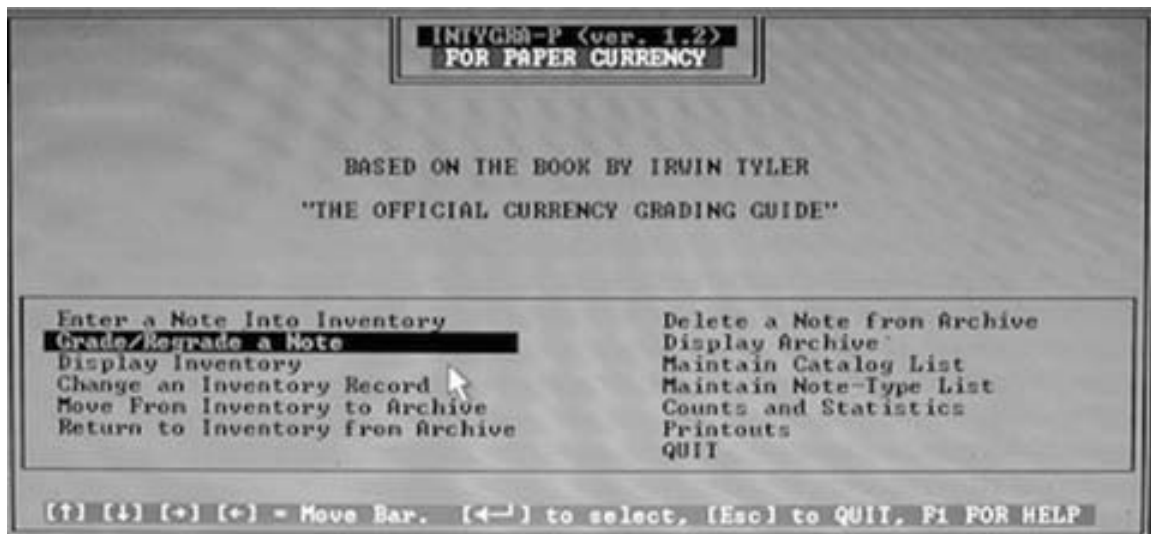 INTYGRA-P <ver. 1.2>
FOR PAPER CURRENCY
BASED ON THE BOOK BY IRWIN TYLER
"THE OFFICIAL CURRENCY GRADING GUIDE"
Enter a Note Into Inventory
Grade/Regrade a Note
Display Inventory
Change an Inventory Record
Move From Inventory to Archive
Return to Inventory from Archive
Delete a Note from Archive
Display Archive
Maintain Catalog List
Maintain Note-Type List
Counts and Statistics
Printouts
QUIT
[↑] [↓] [→] [←] = Move Bar. [←┘] to select, [Esc] to QUIT, F1 FOR HELP